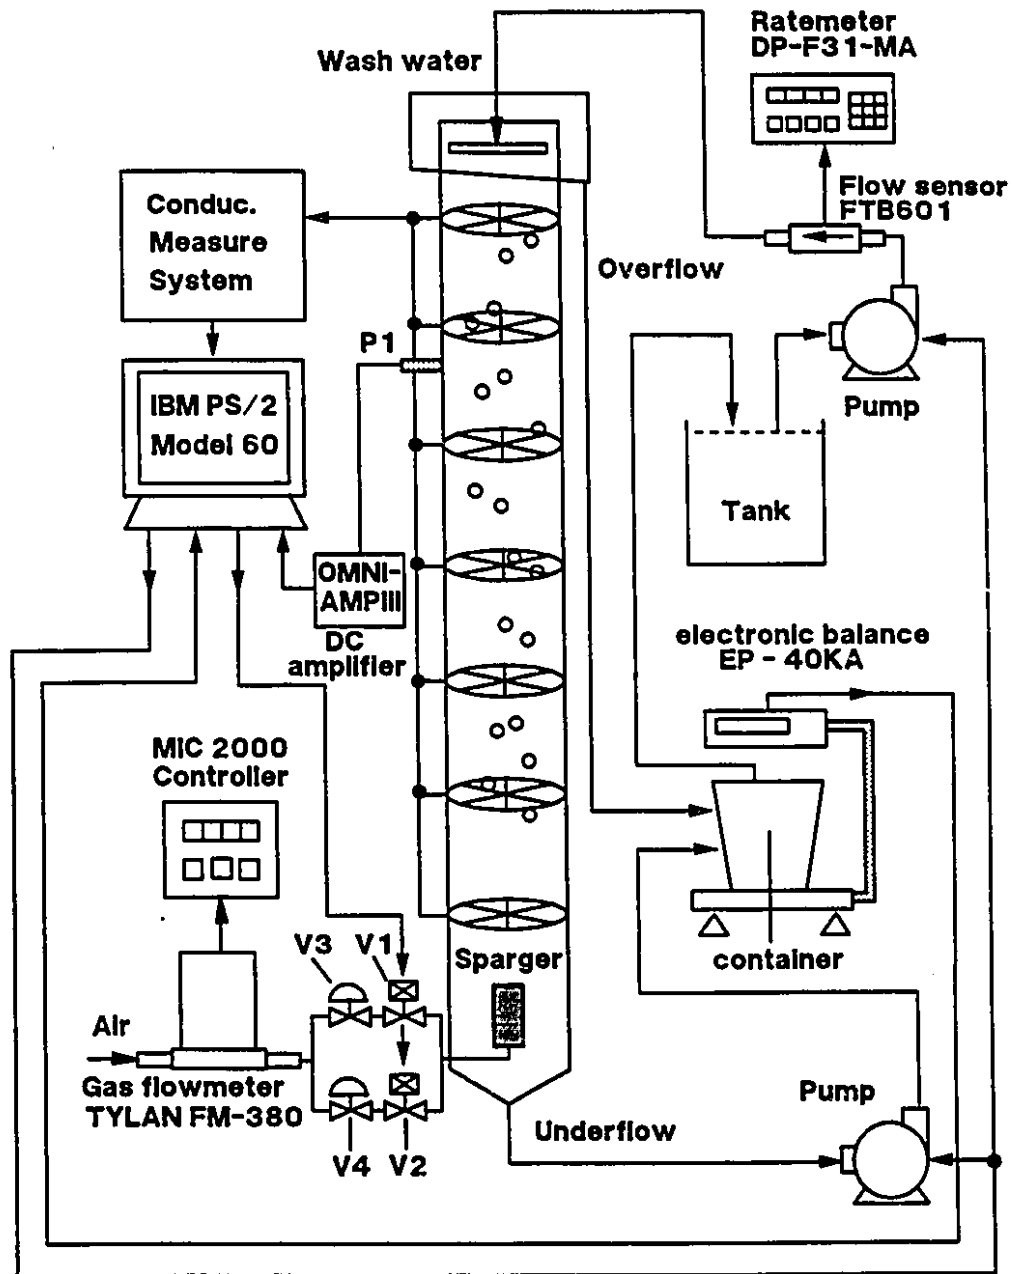 Ratemeter
DP-F31-MA
Wash water
Flow sensor
FTB601
Conduc.
Measure
System
Overflow
P1
IBM PS/2
Model 60
Pump
Tank
OMNI-
AMPIII
DC
amplifier
electronic balance
EP - 40KA
MIC 2000
Controller
V3
V1
Sparger
container
Air
Gas flowmeter
TYLAN FM-380
Pump
Underflow
V4
V2